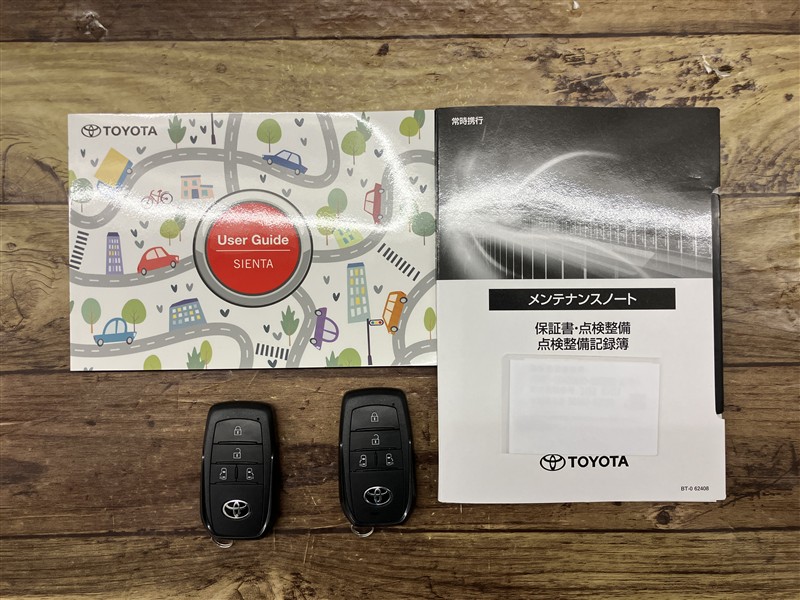 TOYOTA
User Guide
SIENTA
常時携行
メンテナンスノート
保証書・点検整備
点検整備記録簿
TOYOTA
BT-0 62408